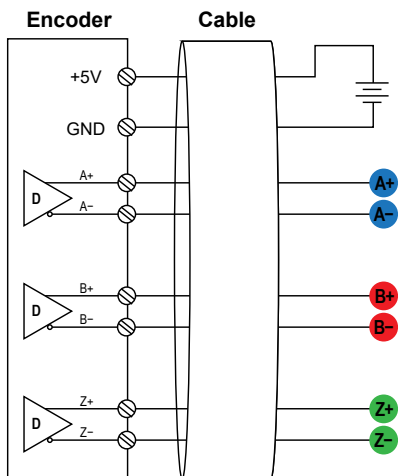 Encoder Cable
+5V
GND
D A+ A+
A− A−
D B+ B+
B− B−
D Z+ Z+
Z− Z−